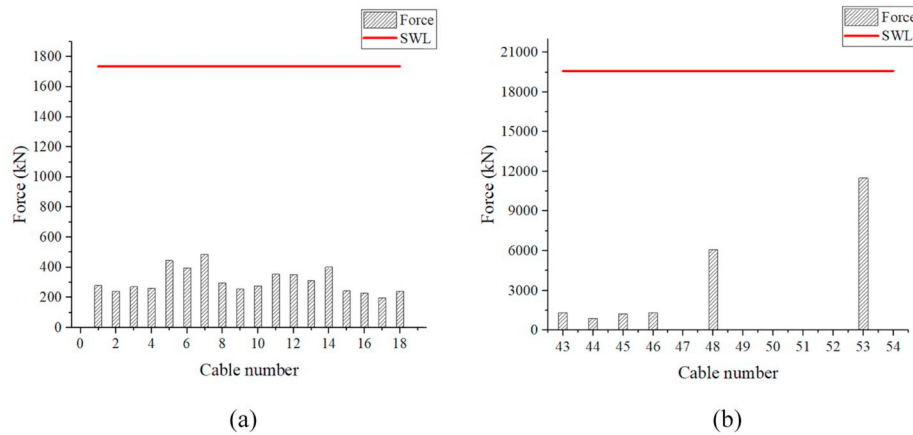 Force
SWL
1800
1600
1400
1200
1000
800
600
400
200
0
Force (kN)
0 2 4 6 8 10 12 14 16 18
Cable number
(a)
Force
SWL
21000
18000
15000
12000
9000
6000
3000
0
Force (kN)
43 44 45 46 47 48 49 50 51 52 53 54
Cable number
(b)